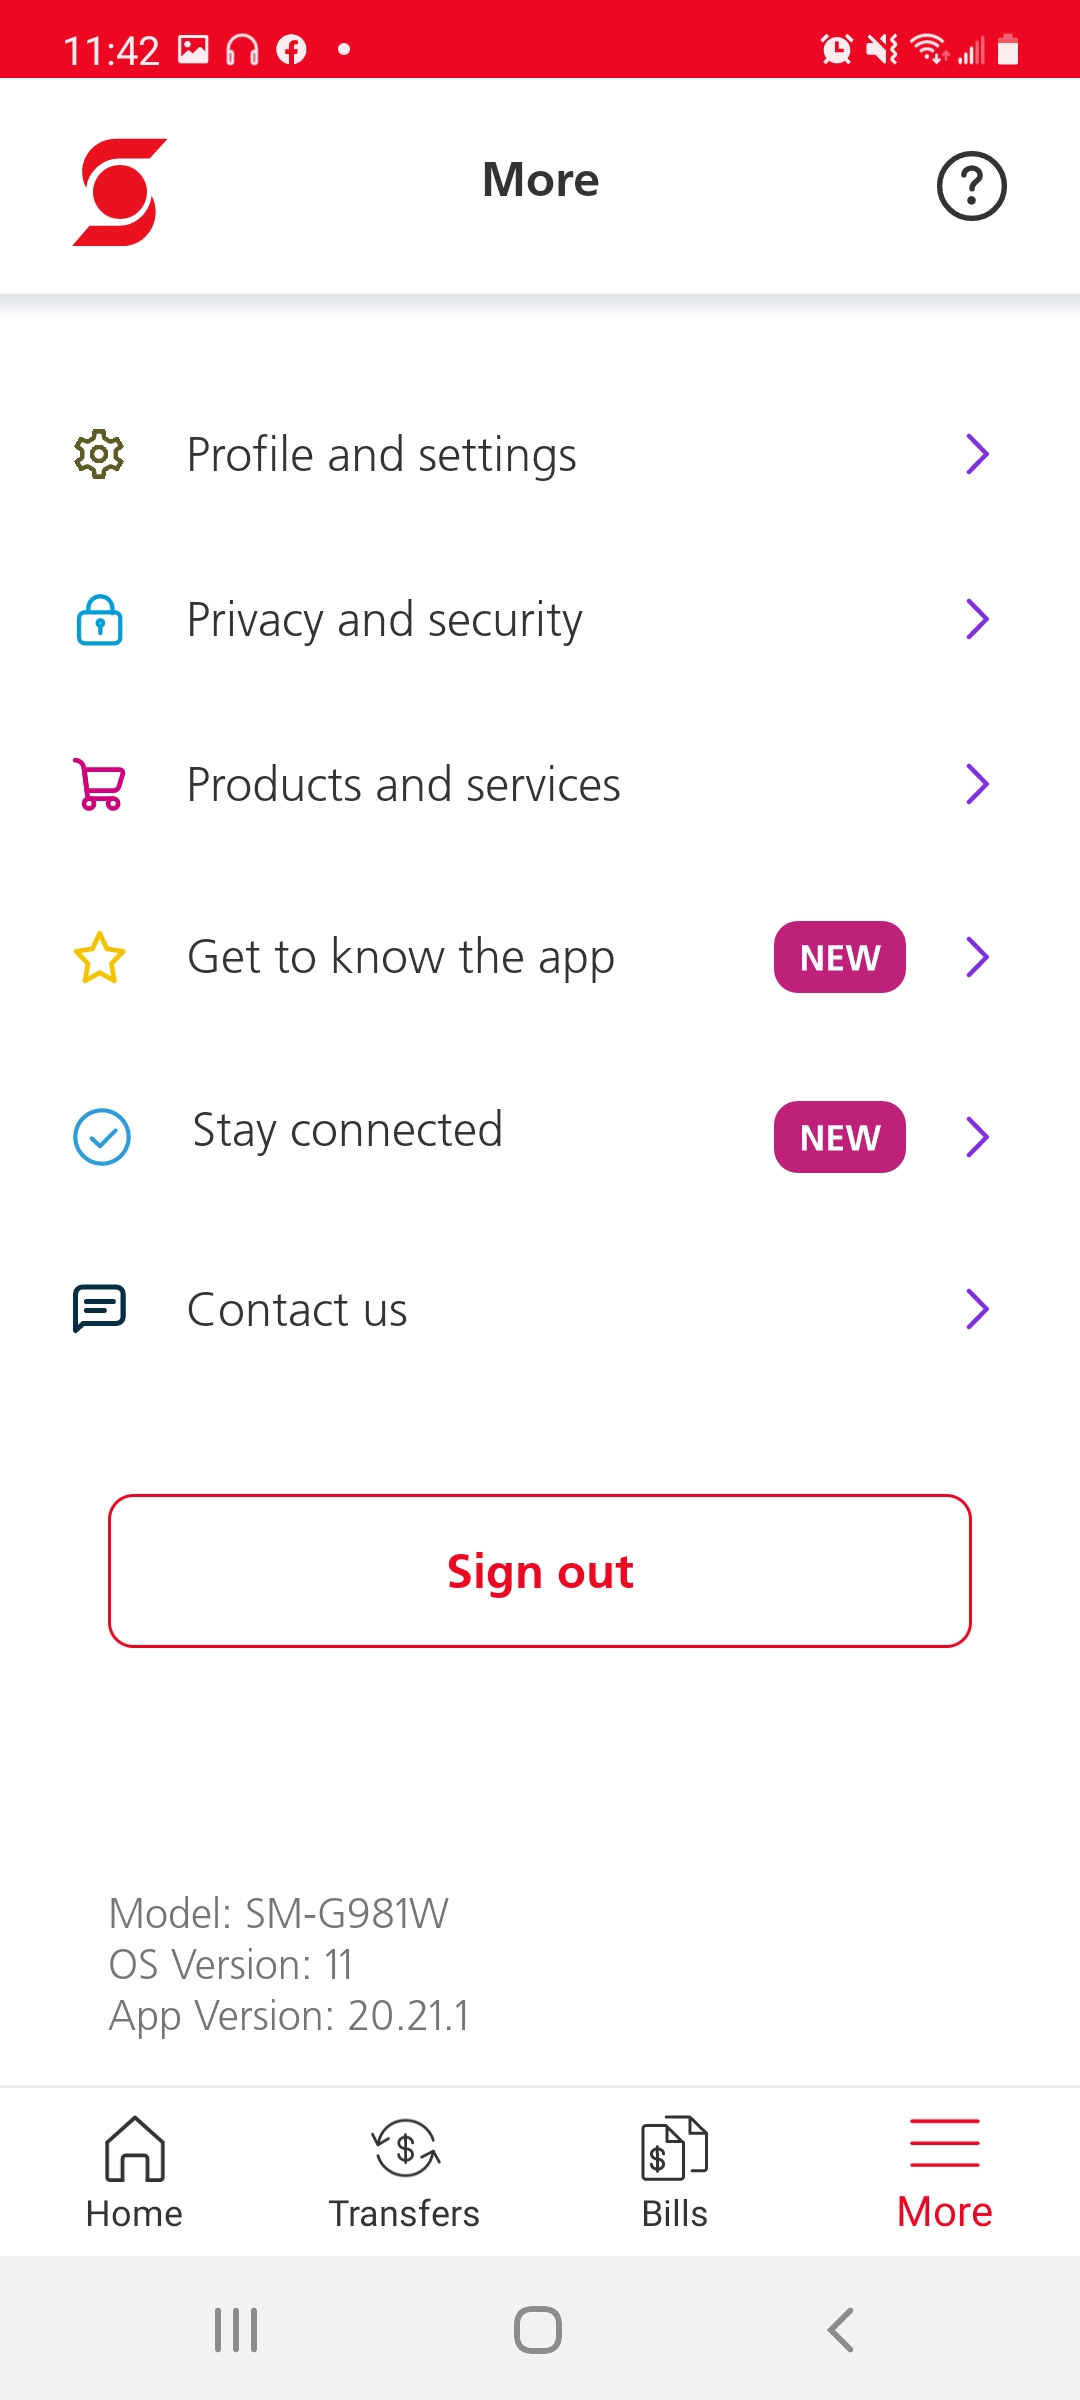 11:42
More
Profile and settings
Privacy and security
Products and services
Get to know the app NEW
Stay connected NEW
Contact us
Sign out
Model: SM-G981W
OS Version: 11
App Version: 20.21.1
Home Transfers Bills More